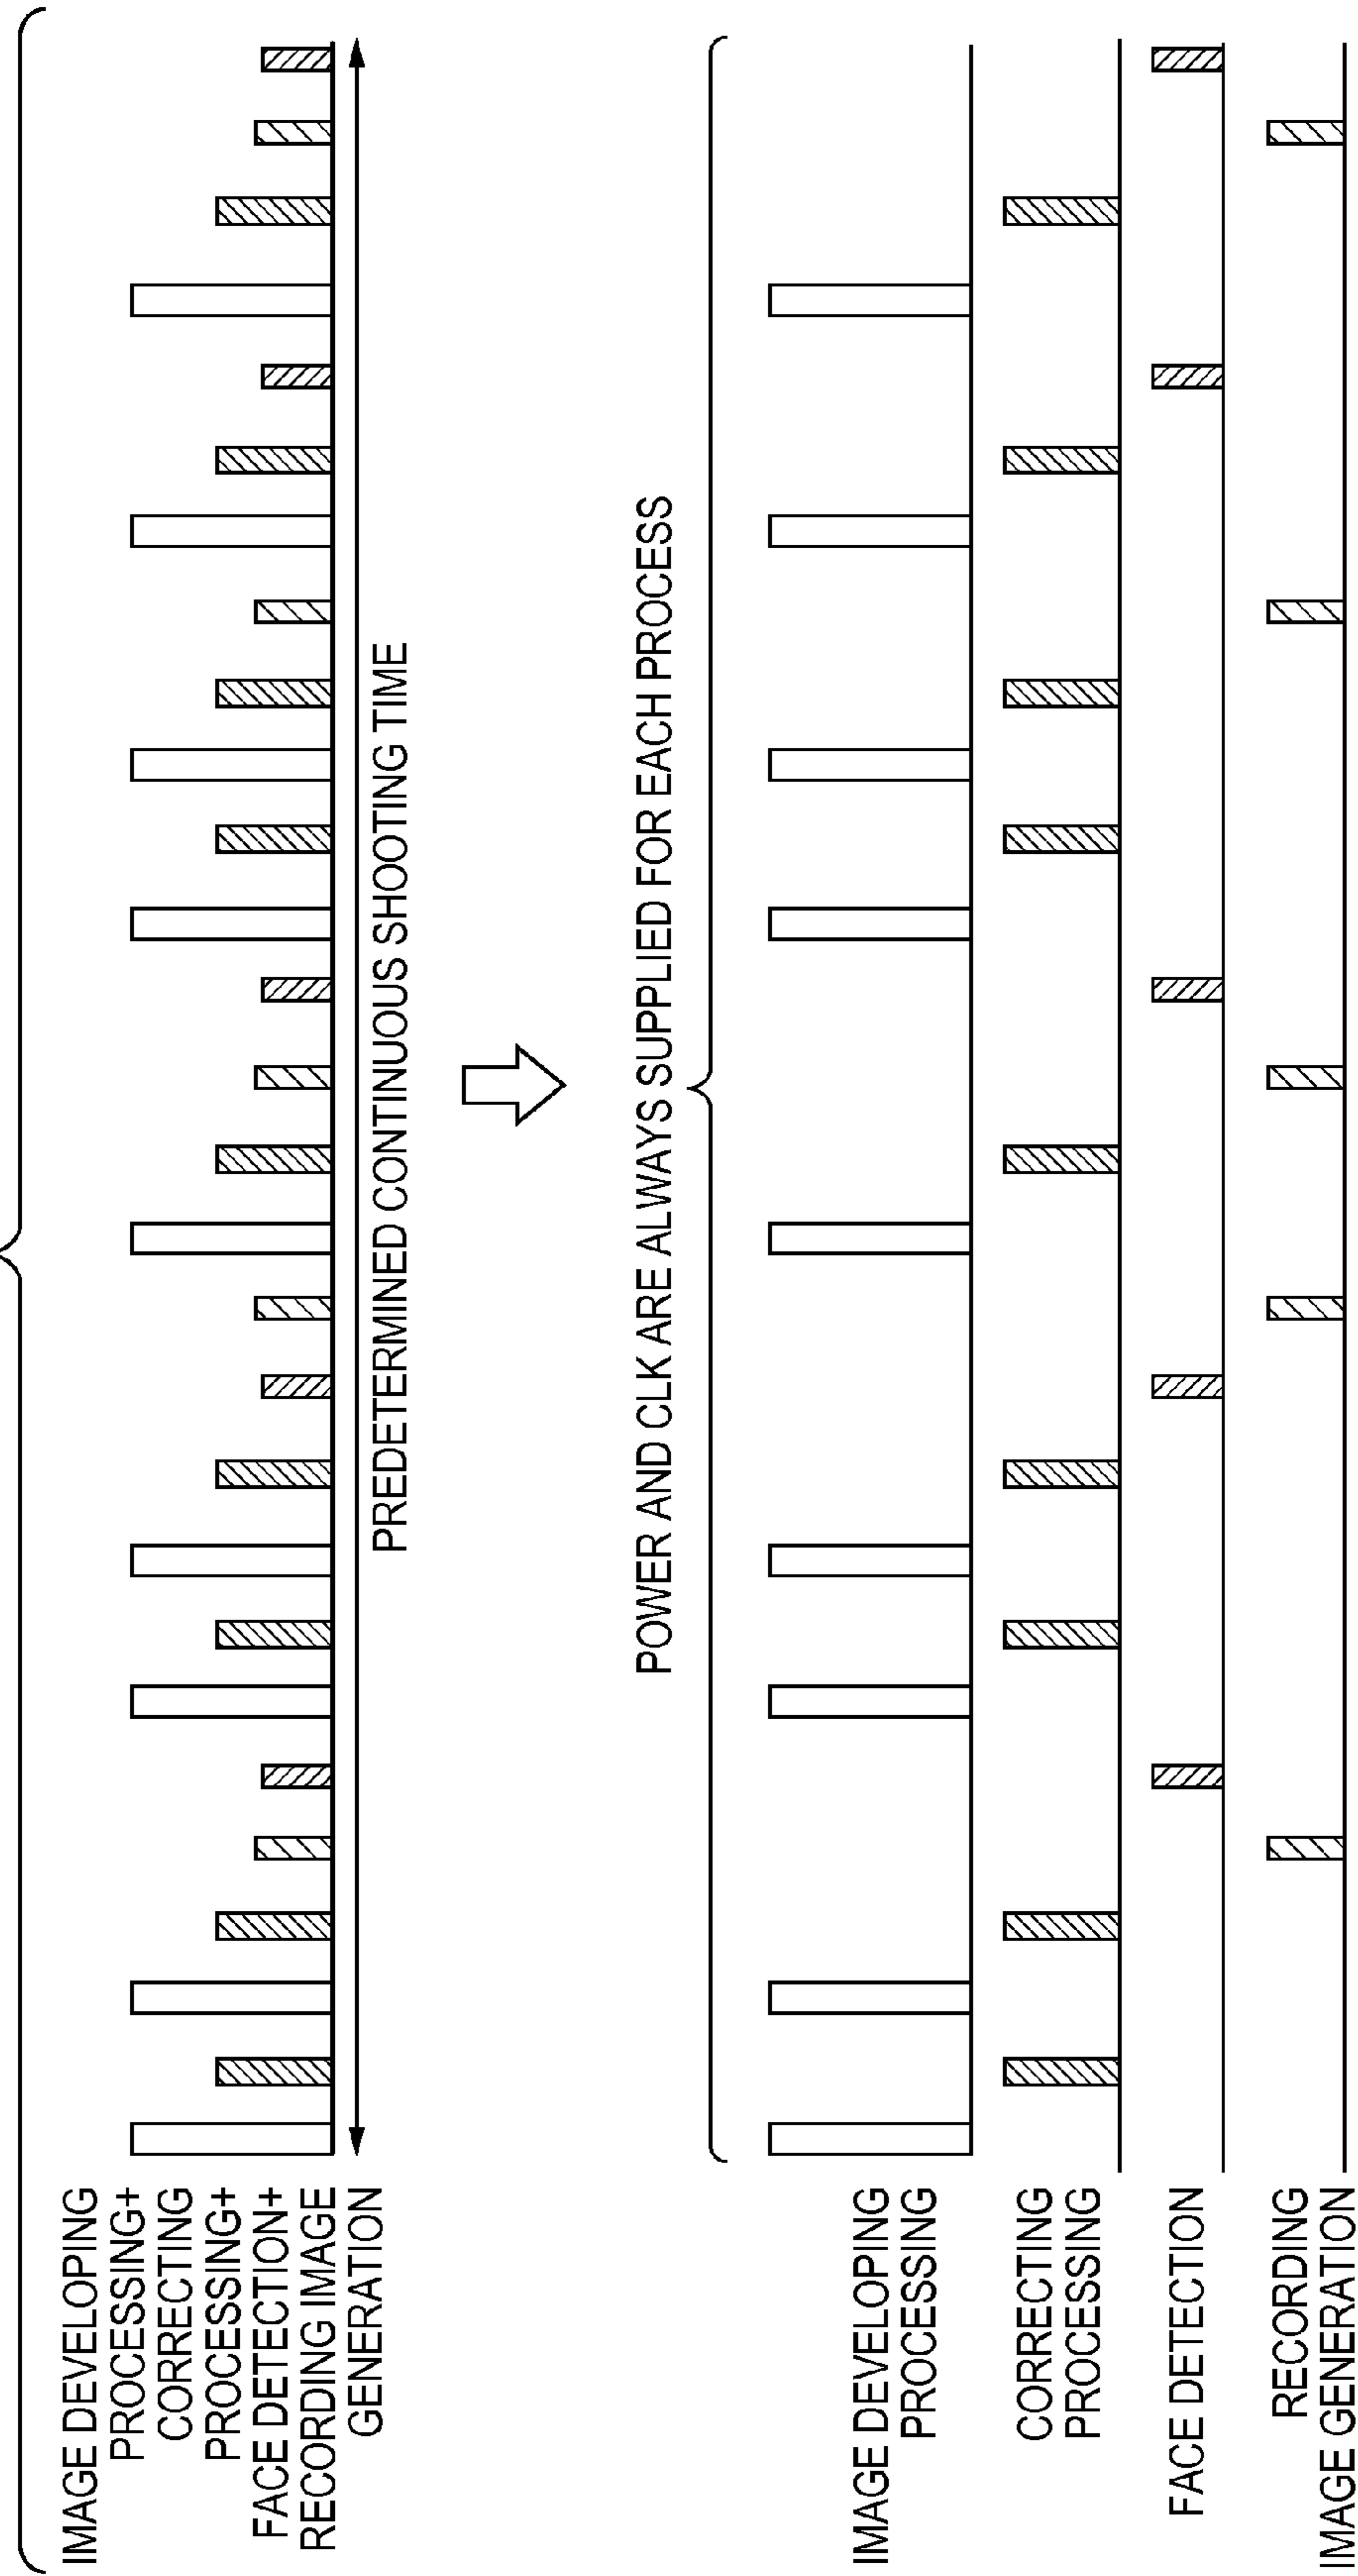 IMAGE DEVELOPING
PROCESSING+
CORRECTING
PROCESSING+
FACE DETECTION+
RECORDING IMAGE
GENERATION
PREDETERMINED CONTINUOUS SHOOTING TIME
POWER AND CLK ARE ALWAYS SUPPLIED FOR EACH PROCESS
IMAGE DEVELOPING
PROCESSING
CORRECTING
PROCESSING
FACE DETECTION
RECORDING
IMAGE GENERATION